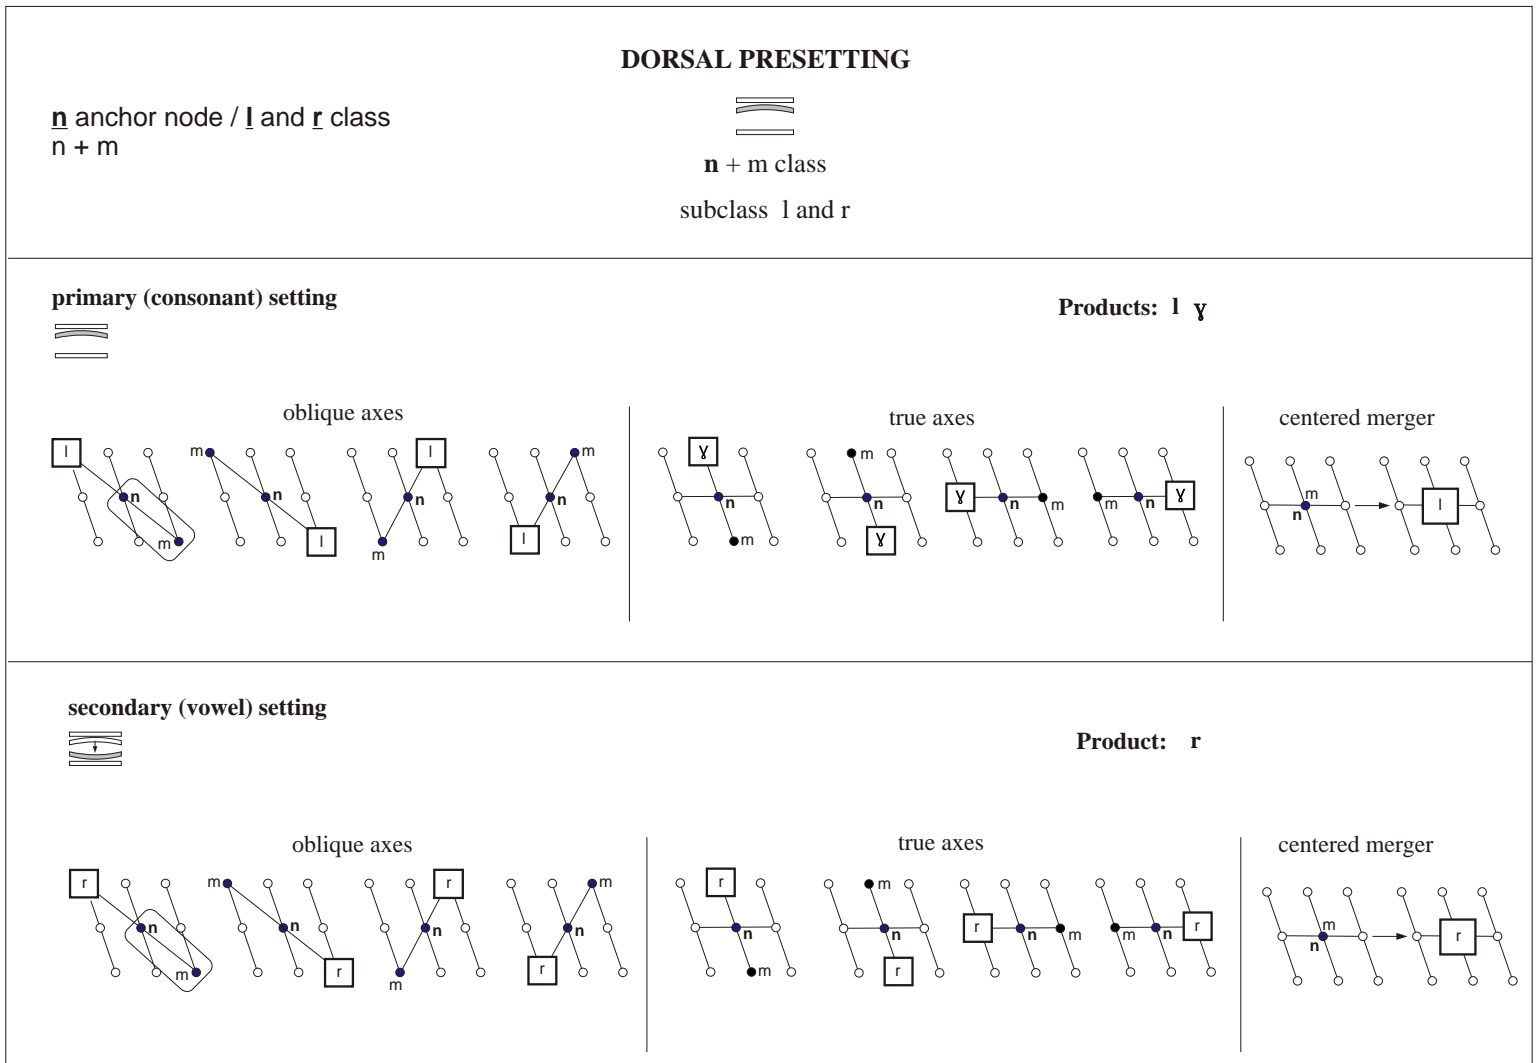 DORSAL PRESETTING
n anchor node / l and r class
n + m
n + m class
subclass l and r
primary (consonant) setting
Products: l ɣ
oblique axes
true axes
centered merger
l
n
m
m
n
l
l
n
m
m
n
l
ɣ
n
m
m
n
ɣ
ɣ
n
m
m
n
ɣ
m
n
l
secondary (vowel) setting
Product: r
oblique axes
true axes
centered merger
r
n
m
m
n
r
r
n
m
m
n
r
r
n
m
m
n
r
r
n
m
m
n
r
m
n
r